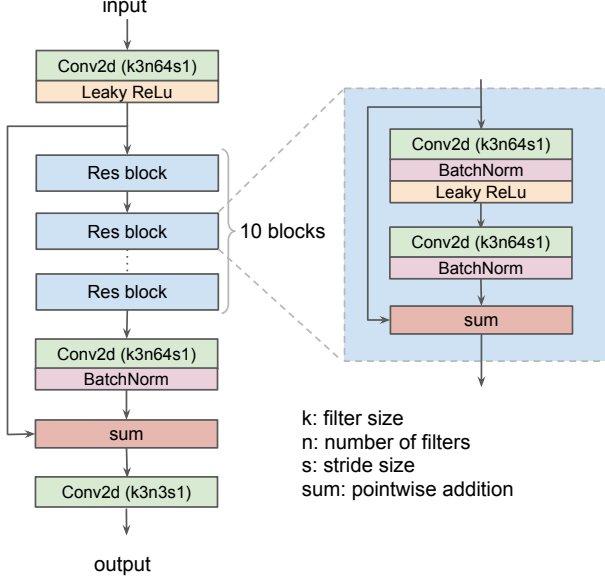 input
Conv2d (k3n64s1)
Leaky ReLu
Res block
Res block
Res block
10 blocks
Conv2d (k3n64s1)
BatchNorm
sum
Conv2d (k3n3s1)
output
Conv2d (k3n64s1)
BatchNorm
Leaky ReLu
Conv2d (k3n64s1)
BatchNorm
sum
k: filter size
n: number of filters
s: stride size
sum: pointwise addition